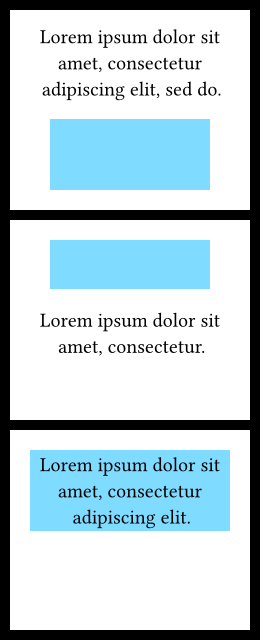 Lorem ipsum dolor sit
amet, consectetur
adipiscing elit, sed do.
Lorem ipsum dolor sit
amet, consectetur.
Lorem ipsum dolor sit
amet, consectetur
adipiscing elit.